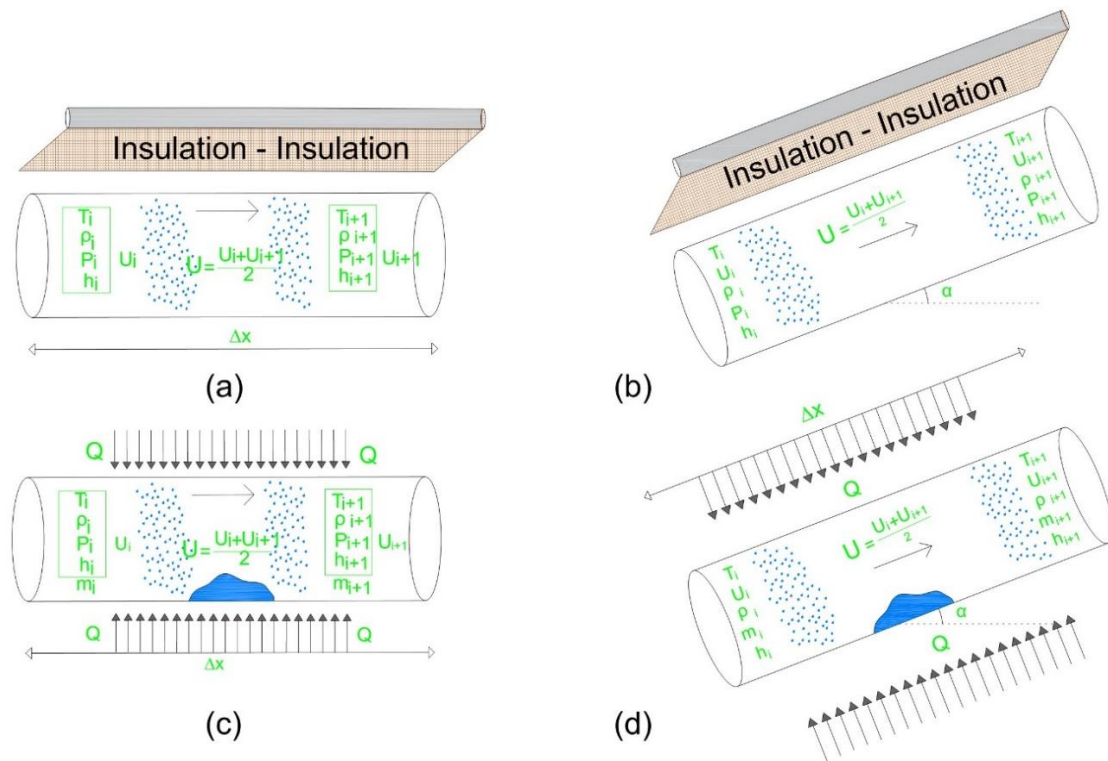 Insulation - Insulation
Tᵢ
ρᵢ
Pᵢ
hᵢ
Uᵢ
U=(Uᵢ+Uᵢ₊₁)/2
Tᵢ₊₁
ρᵢ₊₁
Pᵢ₊₁
hᵢ₊₁
Uᵢ₊₁
Δx
(a)
Insulation - Insulation
Tᵢ
Uᵢ
ρᵢ
Pᵢ
hᵢ
U=(Uᵢ+Uᵢ₊₁)/2
Tᵢ₊₁
Uᵢ₊₁
ρᵢ₊₁
Pᵢ₊₁
hᵢ₊₁
α
(b)
Q Q
Tᵢ
ρᵢ
Pᵢ
hᵢ
mᵢ
Uᵢ
U=(Uᵢ+Uᵢ₊₁)/2
Tᵢ₊₁
ρᵢ₊₁
Pᵢ₊₁
hᵢ₊₁
mᵢ₊₁
Uᵢ₊₁
Q Q
Δx
(c)
Δx
Q
Tᵢ
Uᵢ
ρᵢ
mᵢ
hᵢ
U=(Uᵢ+Uᵢ₊₁)/2
Tᵢ₊₁
Uᵢ₊₁
ρᵢ₊₁
mᵢ₊₁
hᵢ₊₁
α
Q
(d)